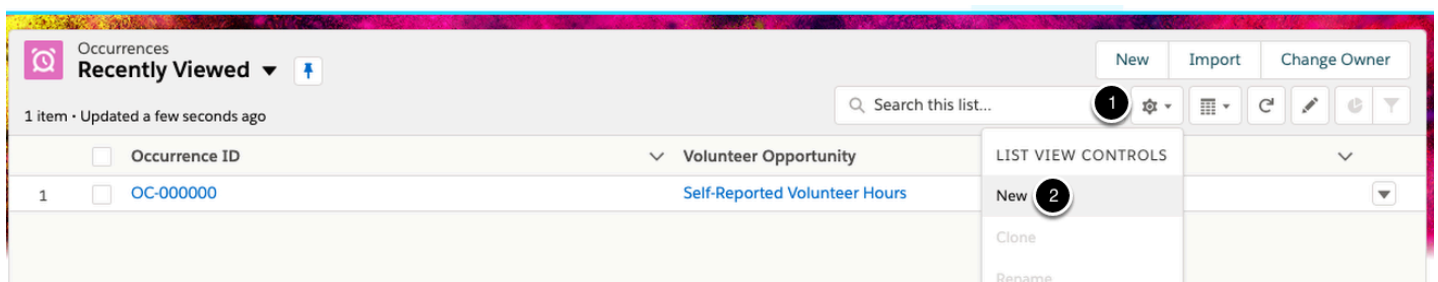 Occurrences
Recently Viewed
New Import Change Owner
1 item • Updated a few seconds ago
Search this list...
1
Occurrence ID Volunteer Opportunity
LIST VIEW CONTROLS
1 OC-000000 Self-Reported Volunteer Hours
New 2
Clone
Rename